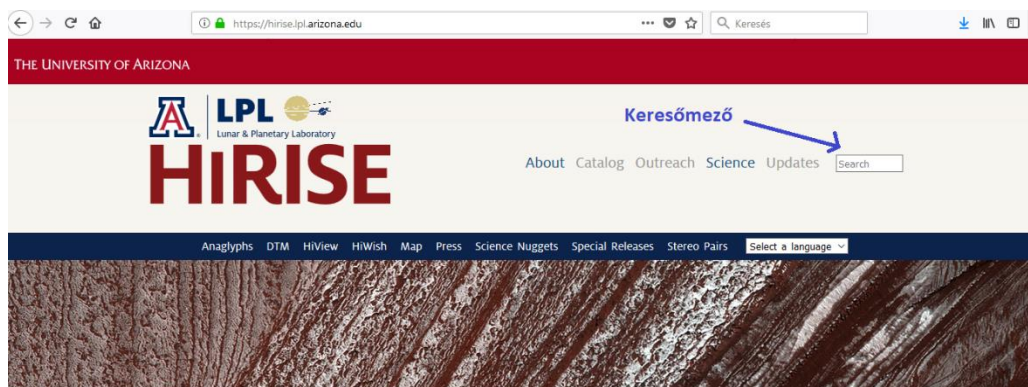 https://hirise.lpl.arizona.edu
Keresés
THE UNIVERSITY OF ARIZONA
A.
LPL
Lunar & Planetary Laboratory
HiRISE
Keresőmező
About Catalog Outreach Science Updates Search
Anaglyphs DTM HiView HiWish Map Press Science Nuggets Special Releases Stereo Pairs Select a language